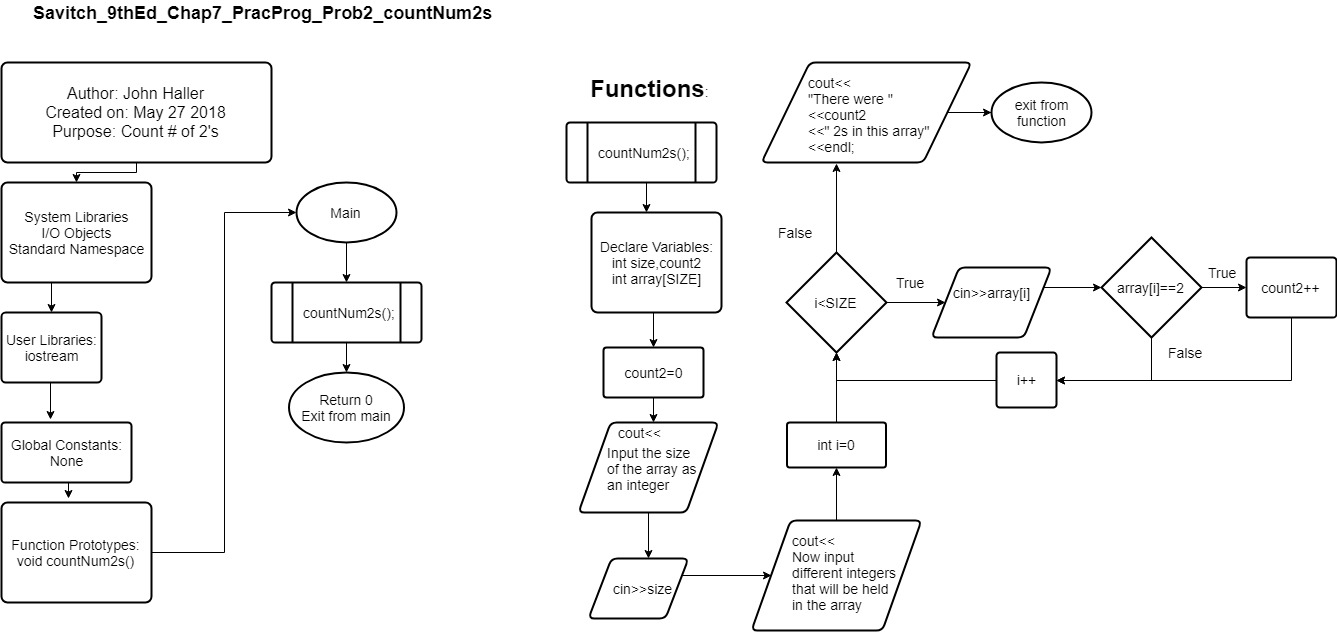 Savitch_9thEd_Chap7_PracProg_Prob2_countNum2s
Author: John Haller
Created on: May 27 2018
Purpose: Count # of 2's
System Libraries
I/O Objects
Standard Namespace
User Libraries:
iostream
Global Constants:
None
Function Prototypes:
void countNum2s()
Main
countNum2s();
Return 0
Exit from main
Functions:
countNum2s();
Declare Variables:
int size,count2
int array[SIZE]
count2=0
cout<<
Input the size
of the array as
an integer
cin>>size
cout<<
Now input
different integers
that will be held
in the array
int i=0
i<SIZE
True
cin>>array[i]
array[i]==2
True
count2++
False
i++
False
cout<<
"There were "
<<count2
<<" 2s in this array"
<<endl;
exit from
function